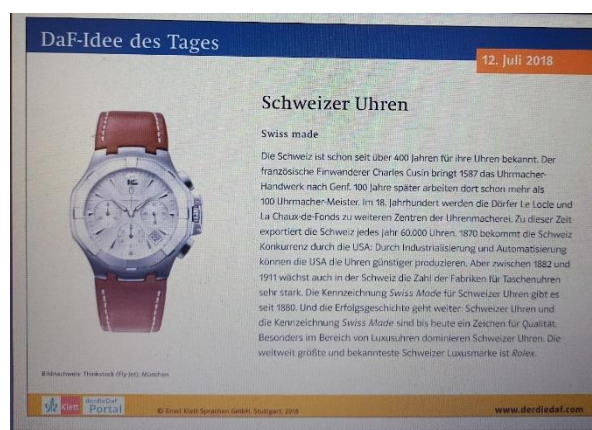 DaF-Idee des Tages
12. Juli 2018
Schweizer Uhren
Swiss made
Die Schweiz ist schon seit über 400 Jahren für ihre Uhren bekannt. Der
französische Einwanderer Charles Cusin bringt 1587 das Uhrmacher-
Handwerk nach Genf. 100 Jahre später arbeiten dort schon mehr als
100 Uhrmacher-Meister. Im 18. Jahrhundert werden die Dörfer Le Locle und
La Chaux-de-Fonds zu weiteren Zentren der Uhrenmacherei. Zu dieser Zeit
exportiert die Schweiz jedes Jahr 60.000 Uhren. 1870 bekommt die Schweiz
Konkurrenz durch die USA: Durch Industrialisierung und Automatisierung
können die USA die Uhren günstiger produzieren. Aber zwischen 1882 und
1911 wächst auch in der Schweiz die Zahl der Fabriken für Taschenuhren
sehr stark. Die Kennzeichnung Swiss Made für Schweizer Uhren gibt es
seit 1880. Und die Erfolgsgeschichte geht weiter: Schweizer Uhren und
die Kennzeichnung Swiss Made sind bis heute ein Zeichen für Qualität.
Besonders im Bereich von Luxusuhren dominieren Schweizer Uhren. Die
weltweit größte und bekannteste Schweizer Luxusmarke ist Rolex.
Bildnachweis: Thinkstock (Fly-Jet), München
Klett
derdieDaF
Portal
© Ernst Klett Sprachen GmbH, Stuttgart, 2018
www.derdiedaf.com